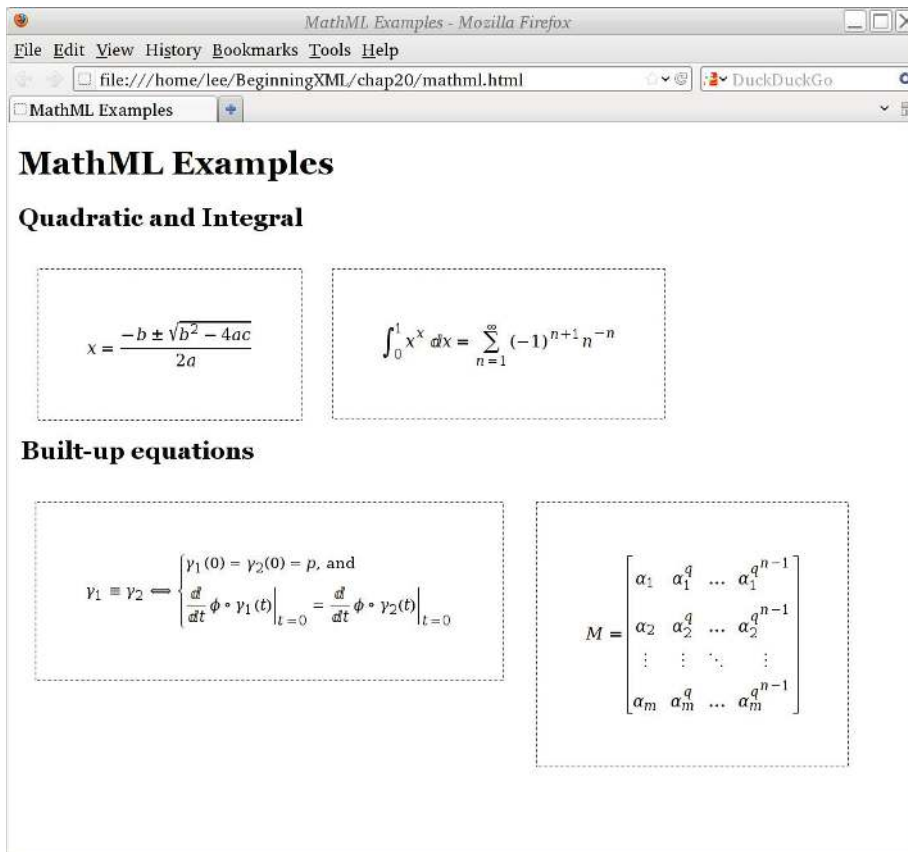 MathML Examples - Mozilla Firefox
File Edit View History Bookmarks Tools Help
file:///home/lee/BeginningXML/chap20/mathml.html DuckDuckGo
MathML Examples
MathML Examples
Quadratic and Integral
x = (−b ± √(b² − 4ac)) / 2a
∫₀¹ xˣ ⅆx = ∑ₙ₌₁^∞ (−1)ⁿ⁺¹ n⁻ⁿ
Built-up equations
γ₁ ≡ γ₂ ⟺ { γ₁(0) = γ₂(0) = p, and
ⅆ/ⅆt ϕ ∘ γ₁(t)|ₜ₌₀ = ⅆ/ⅆt ϕ ∘ γ₂(t)|ₜ₌₀
M = [ α₁ α₁^q … α₁^q^(n−1)
α₂ α₂^q … α₂^q^(n−1)
⋮ ⋮ ⋱ ⋮
αₘ αₘ^q … αₘ^q^(n−1) ]